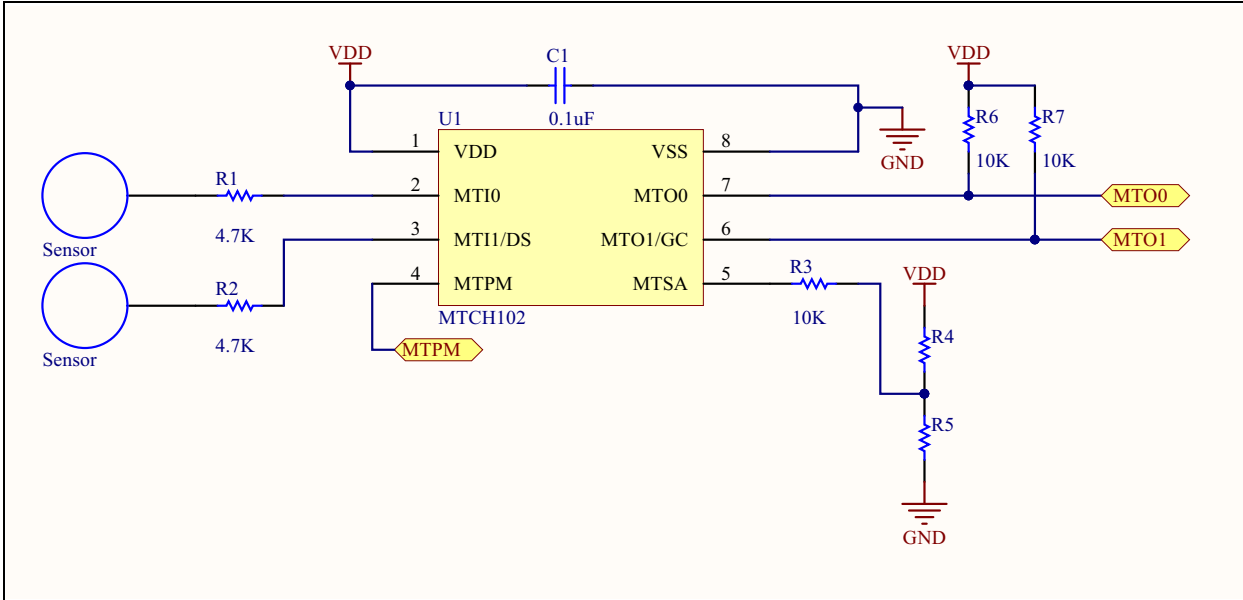 VDD
C1
0.1uF
VDD
U1
1
VDD
VSS
8
GND
R6
10K
R7
10K
R1
4.7K
2
MTI0
MTO0
7
MTO0
Sensor
3
MTI1/DS
MTO1/GC
6
MTO1
R2
4.7K
4
MTPM
MTSA
5
R3
10K
VDD
MTCH102
Sensor
MTPM
R4
R5
GND